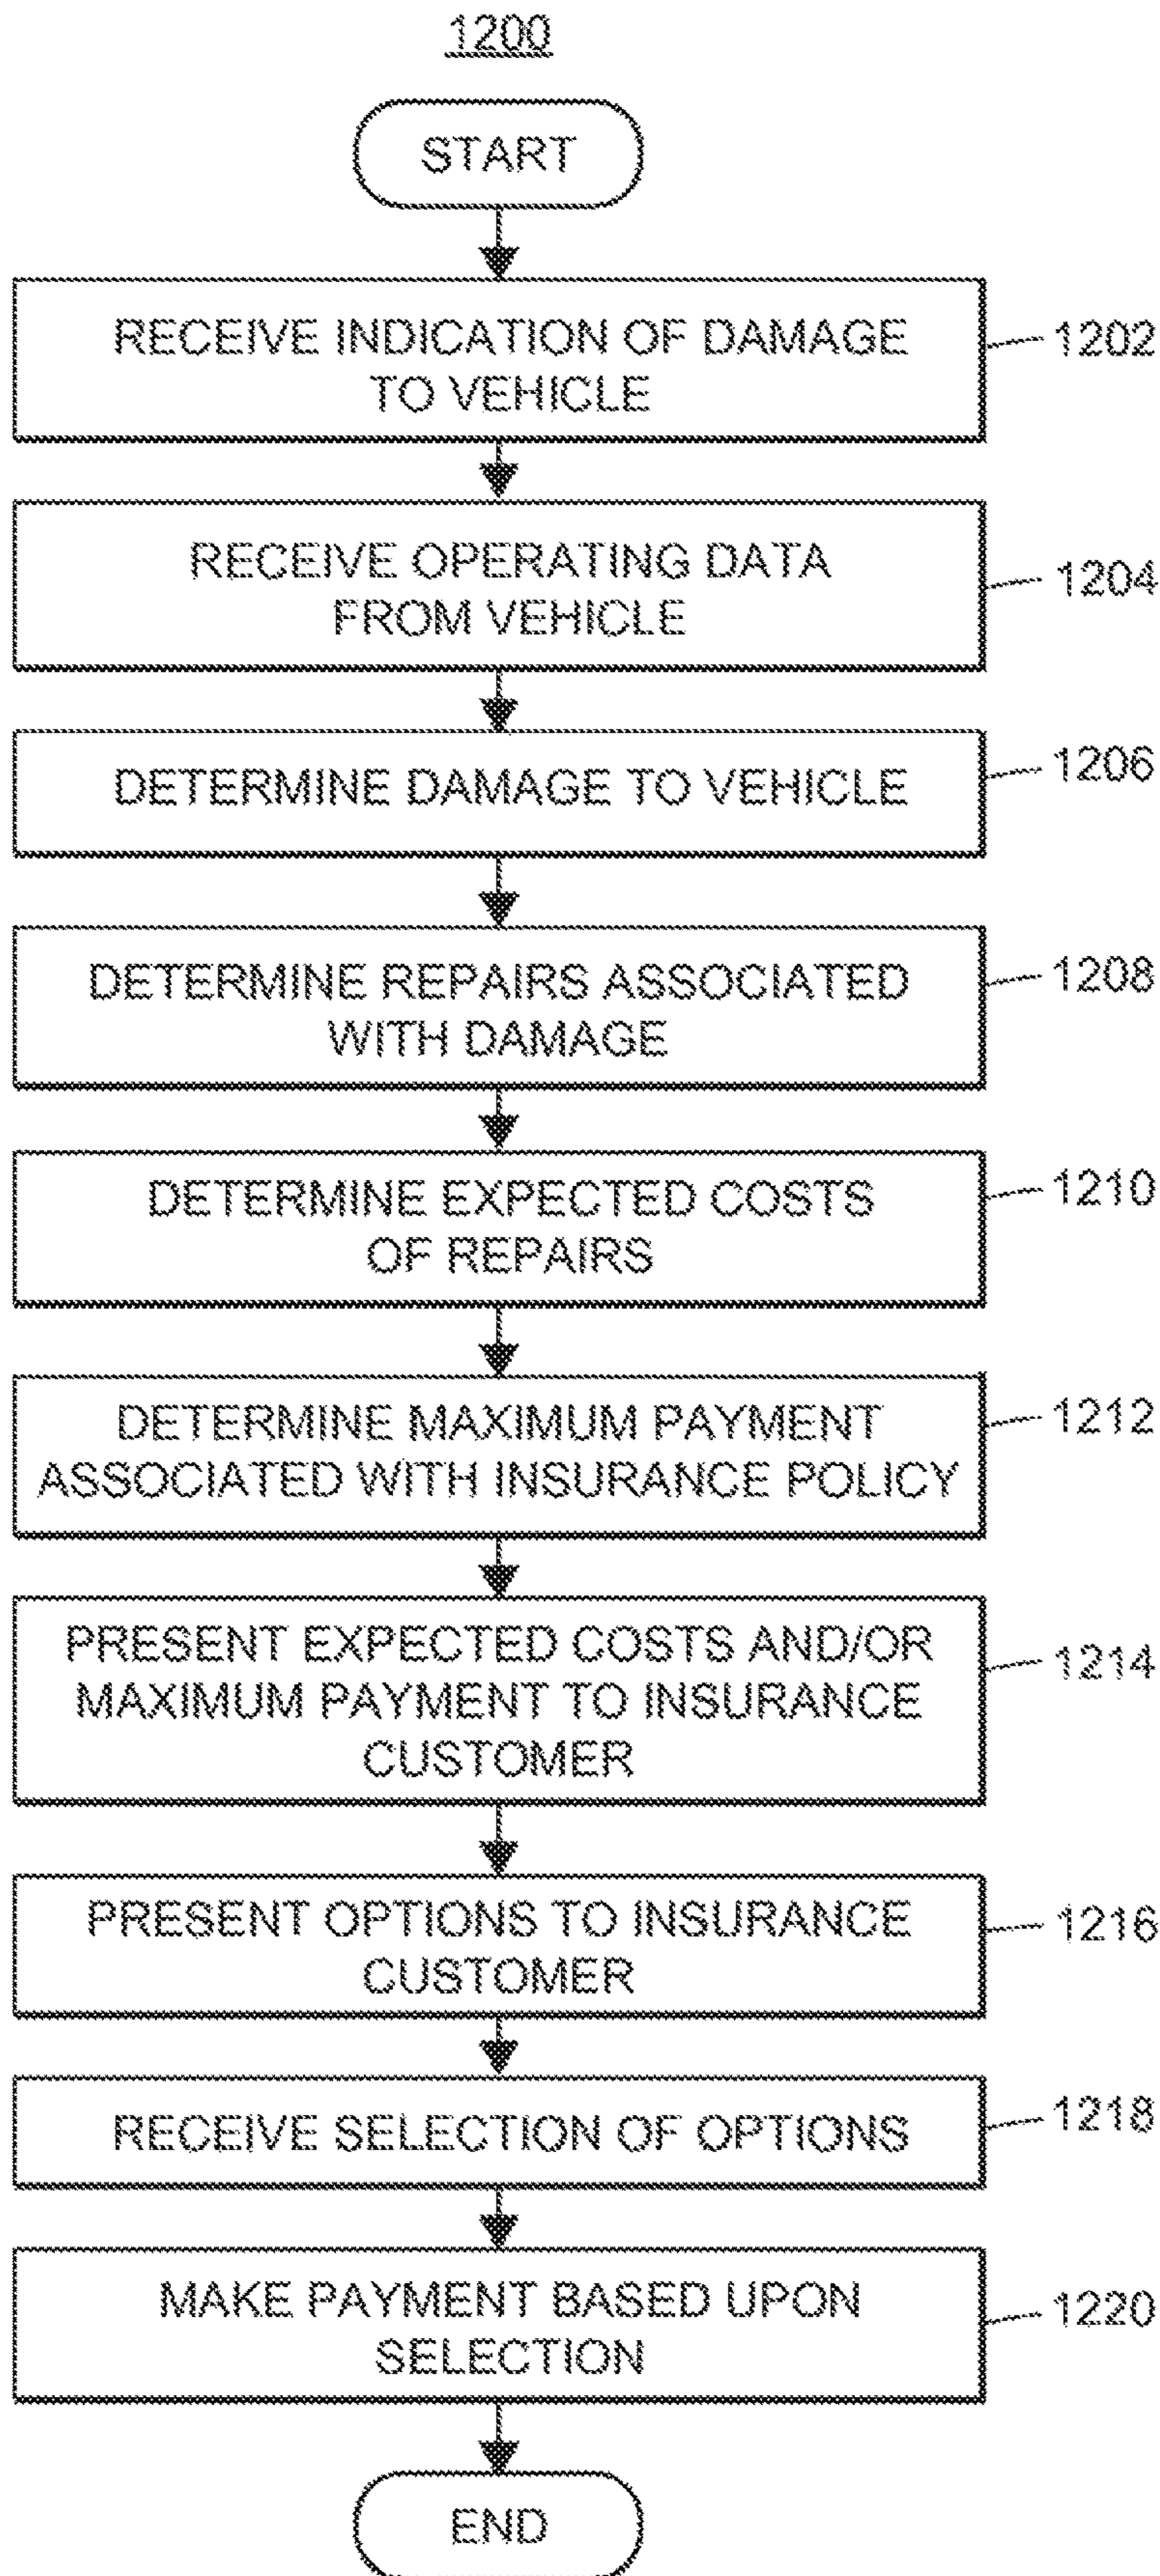 1200
START
RECEIVE INDICATION OF DAMAGE
TO VEHICLE
1202
RECEIVE OPERATING DATA
FROM VEHICLE
1204
DETERMINE DAMAGE TO VEHICLE
1206
DETERMINE REPAIRS ASSOCIATED
WITH DAMAGE
1208
DETERMINE EXPECTED COSTS
OF REPAIRS
1210
DETERMINE MAXIMUM PAYMENT
ASSOCIATED WITH INSURANCE POLICY
1212
PRESENT EXPECTED COSTS AND/OR
MAXIMUM PAYMENT TO INSURANCE
CUSTOMER
1214
PRESENT OPTIONS TO INSURANCE
CUSTOMER
1216
RECEIVE SELECTION OF OPTIONS
1218
MAKE PAYMENT BASED UPON
SELECTION
1220
END